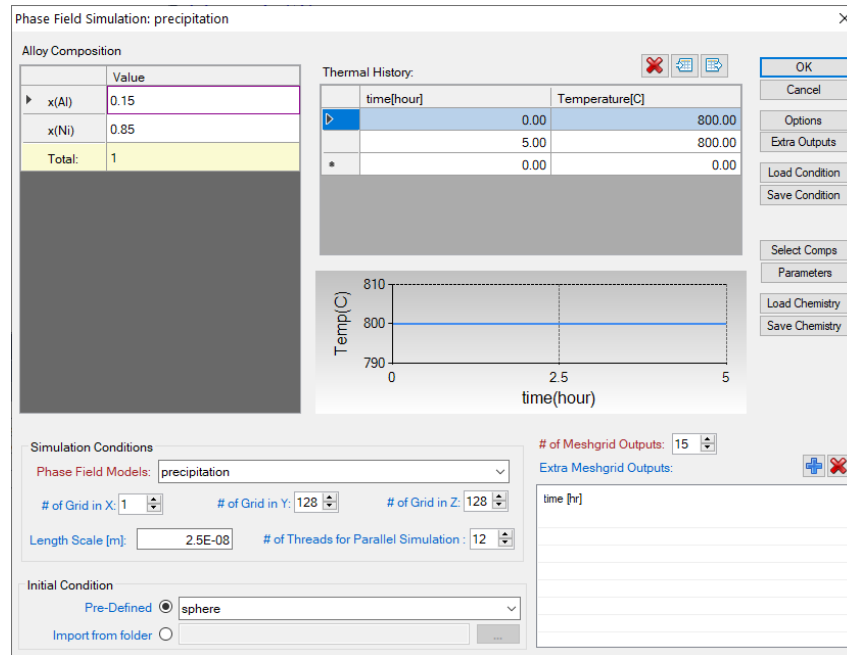 Phase Field Simulation: precipitation
Alloy Composition
Value
x(Al) 0.15
x(Ni) 0.85
Total: 1
Thermal History:
time[hour] Temperature[C]
0.00 800.00
5.00 800.00
* 0.00 0.00
810
800
790
Temp(C)
0 2.5 5
time(hour)
OK
Cancel
Options
Extra Outputs
Load Condition
Save Condition
Select Comps
Parameters
Load Chemistry
Save Chemistry
Simulation Conditions
Phase Field Models: precipitation
# of Grid in X: 1 # of Grid in Y: 128 # of Grid in Z: 128
Length Scale [m]: 2.5E-08 # of Threads for Parallel Simulation : 12
Initial Condition
Pre-Defined sphere
Import from folder ...
# of Meshgrid Outputs: 15
Extra Meshgrid Outputs:
time [hr]